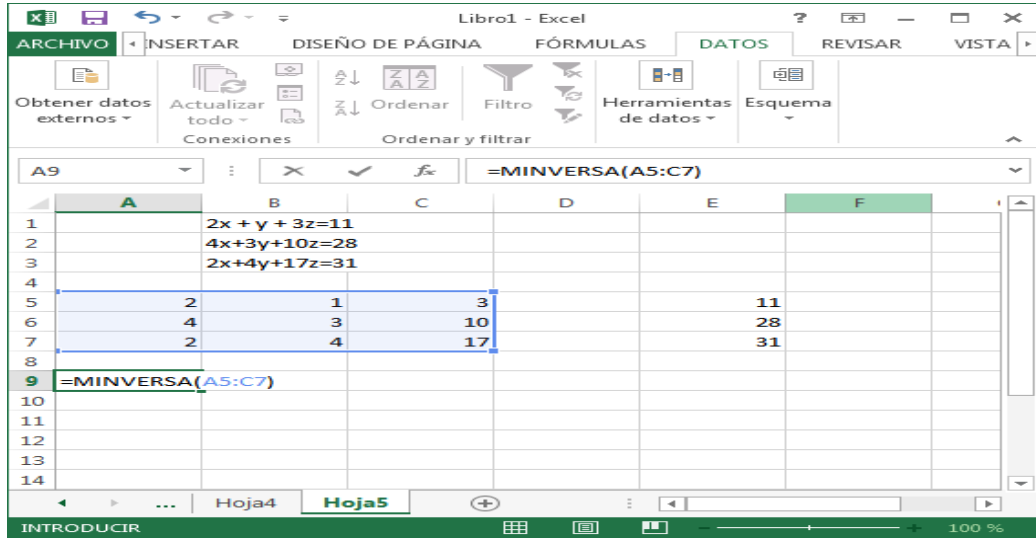 Libro1 - Excel
ARCHIVO INSERTAR DISEÑO DE PÁGINA FÓRMULAS DATOS REVISAR VISTA
Obtener datos externos
Actualizar todo
Conexiones
Ordenar
Filtro
Ordenar y filtrar
Herramientas de datos
Esquema
A9 fx =MINVERSA(A5:C7)
A B C D E F
1 2x + y + 3z=11
2 4x+3y+10z=28
3 2x+4y+17z=31
4
5 2 1 3 11
6 4 3 10 28
7 2 4 17 31
8
9 =MINVERSA(A5:C7)
10
11
12
13
14
... Hoja4 Hoja5
INTRODUCIR 100 %